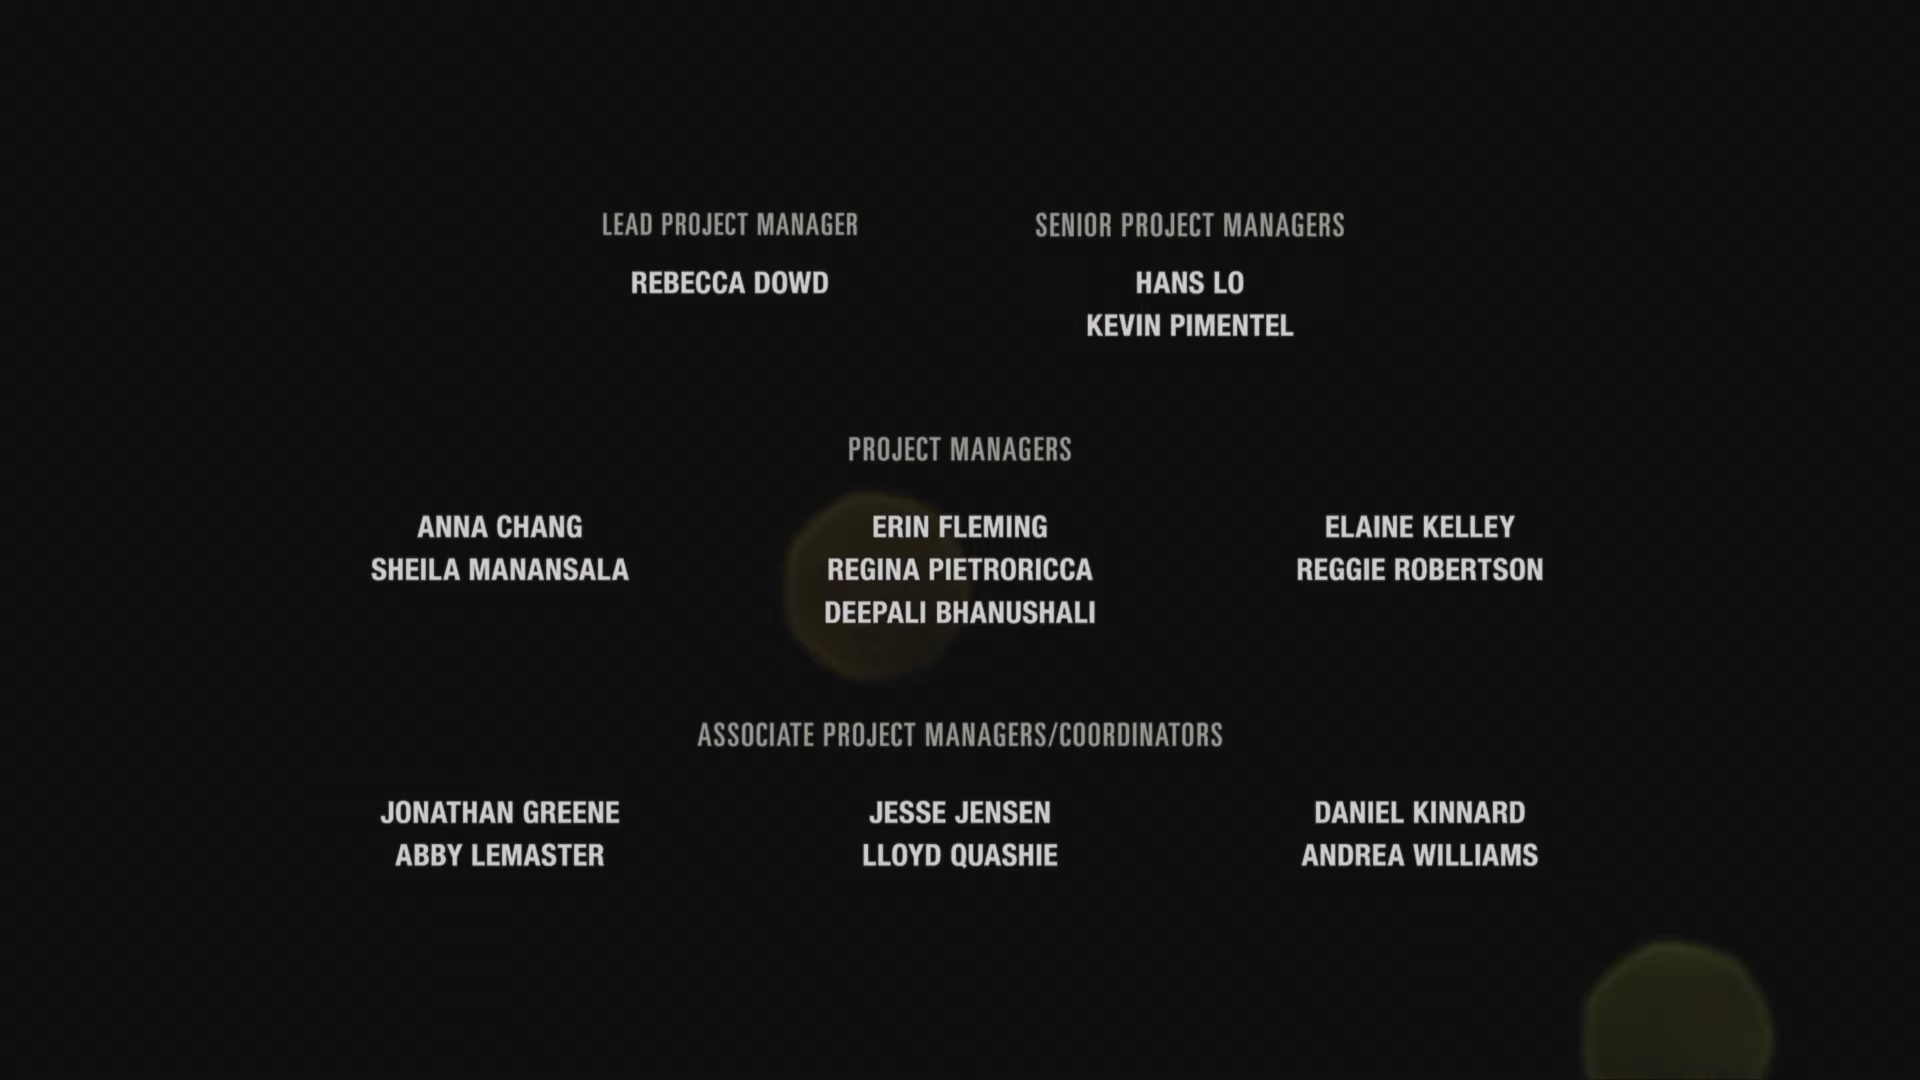 LEAD PROJECT MANAGER
REBECCA DOWD
SENIOR PROJECT MANAGERS
HANS LO
KEVIN PIMENTEL
PROJECT MANAGERS
ANNA CHANG
SHEILA MANANSALA
ERIN FLEMING
REGINA PIETRORICCA
DEEPALI BHANUSHALI
ELAINE KELLEY
REGGIE ROBERTSON
ASSOCIATE PROJECT MANAGERS/COORDINATORS
JONATHAN GREENE
ABBY LEMASTER
JESSE JENSEN
LLOYD QUASHIE
DANIEL KINNARD
ANDREA WILLIAMS